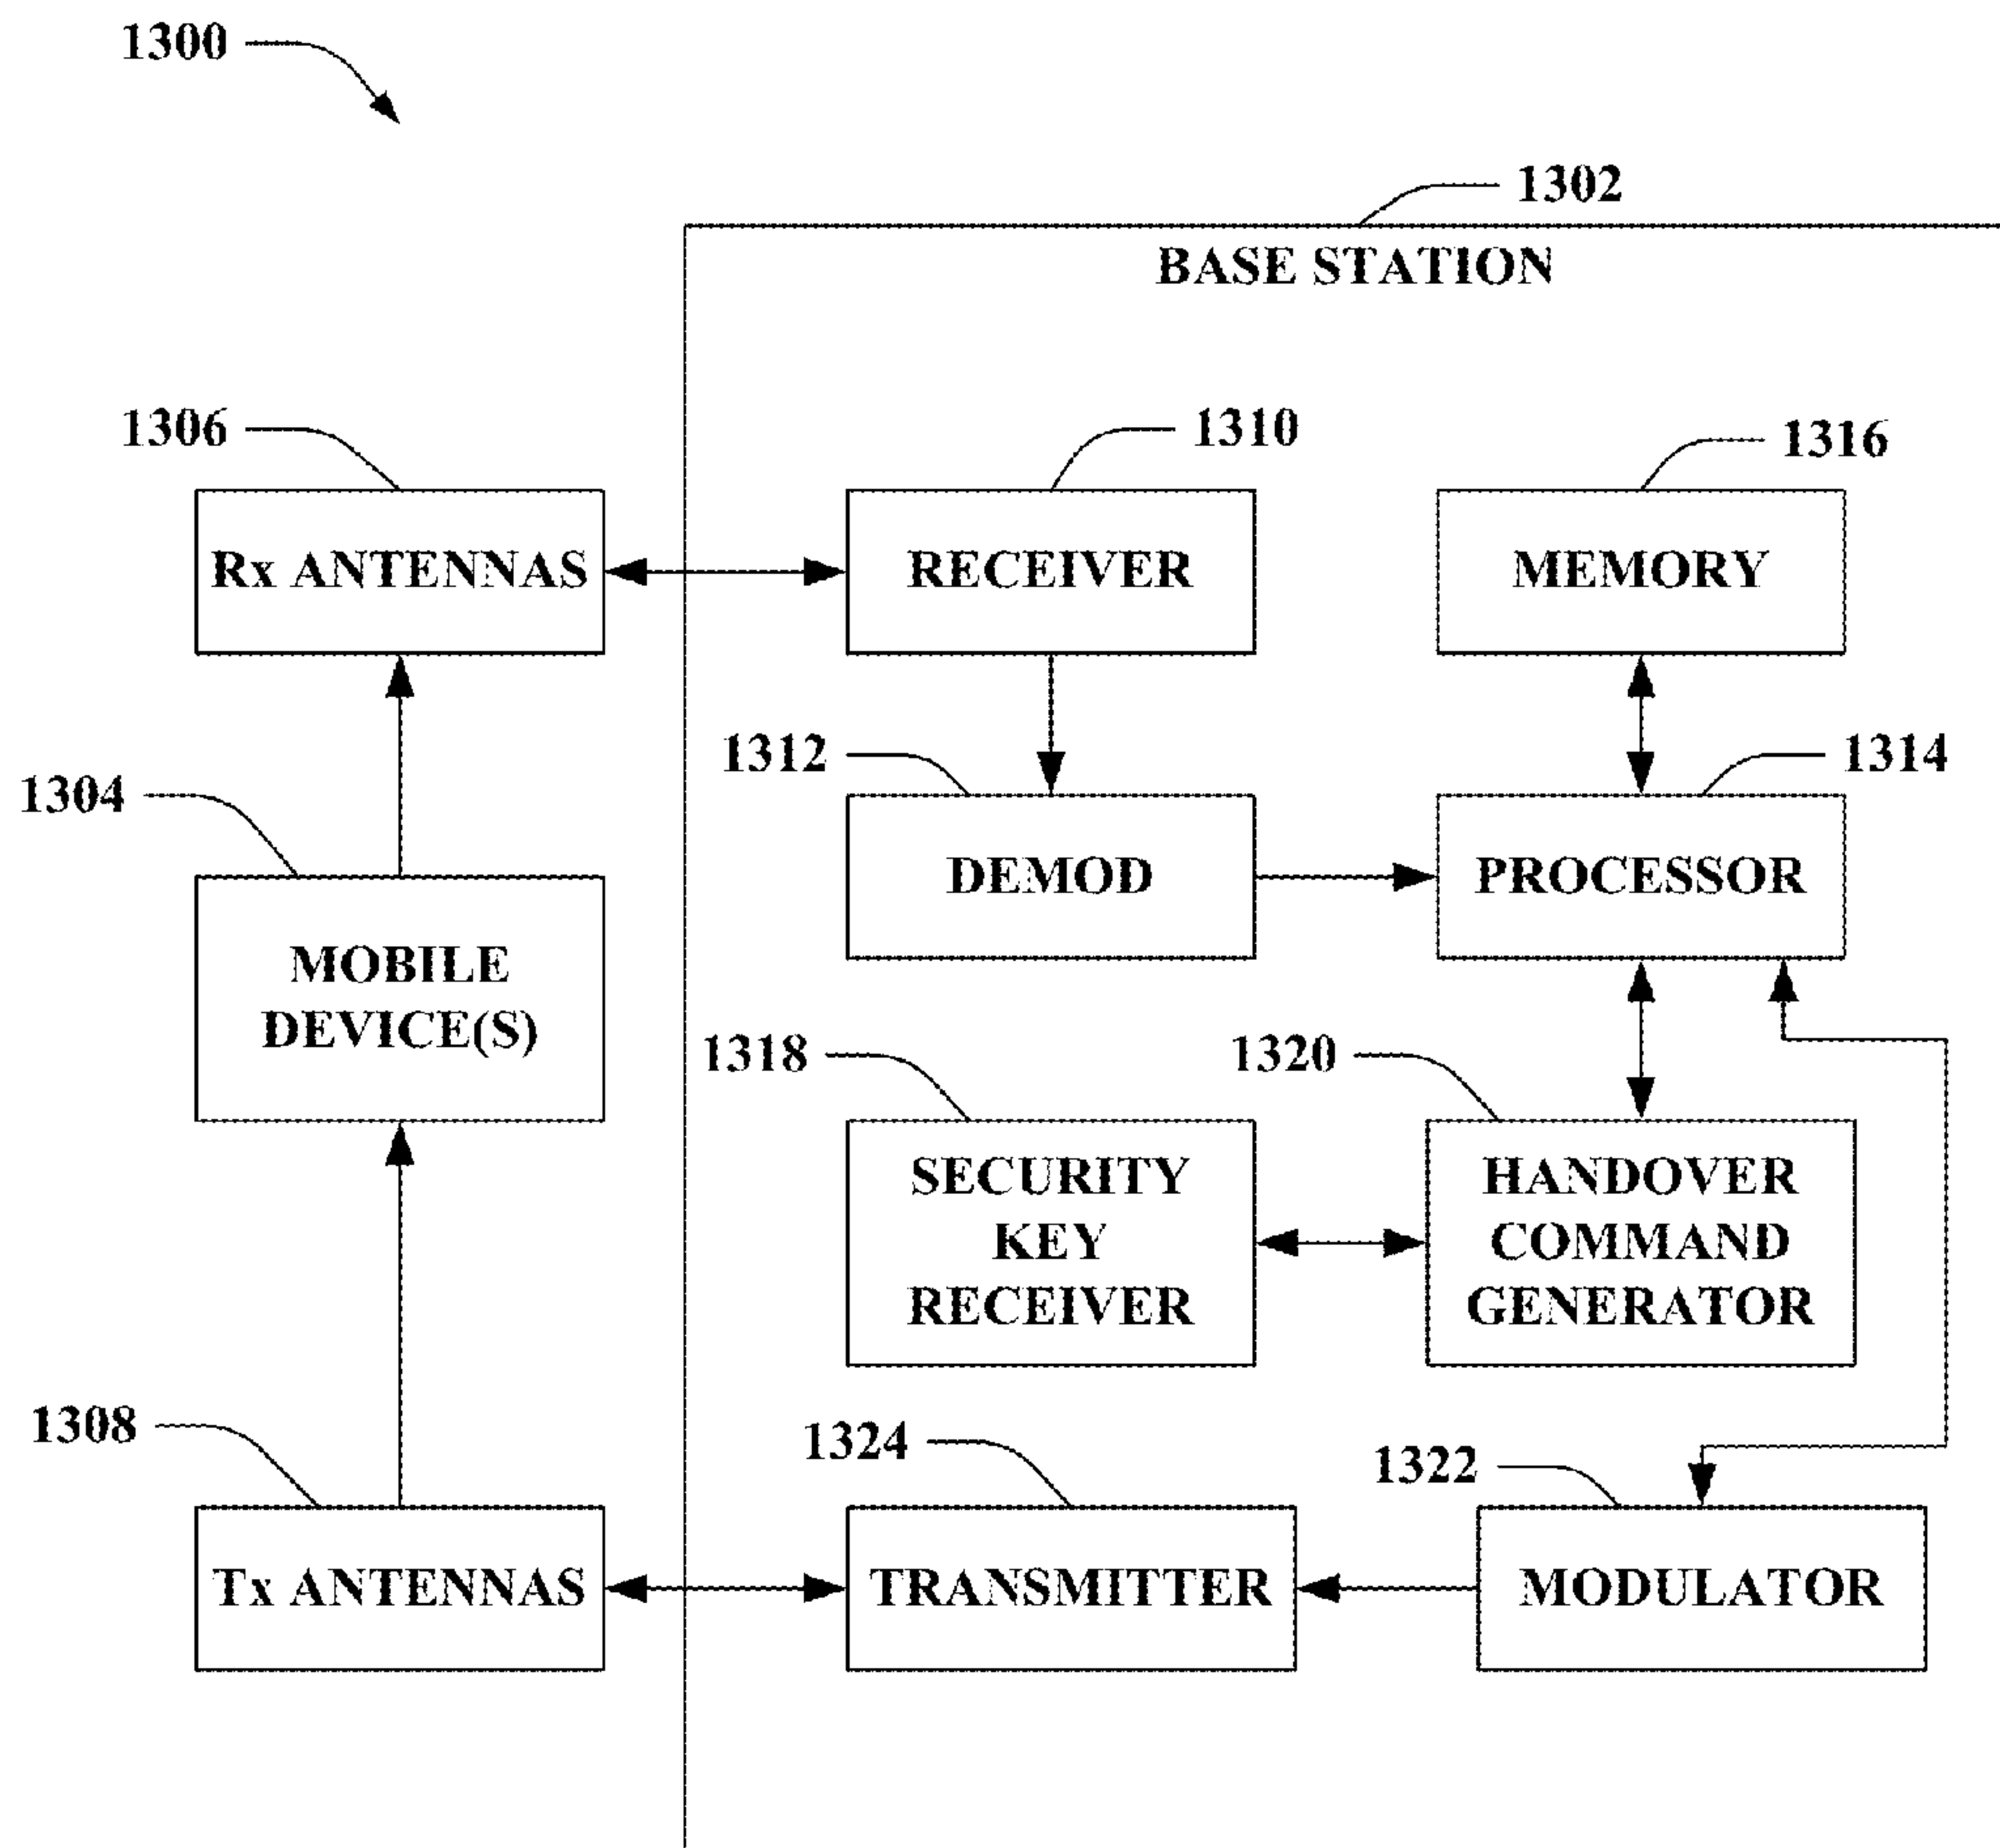 1300
1302
BASE STATION
1306
1310
1316
Rx ANTENNAS
RECEIVER
MEMORY
1304
1312
1314
DEMOD
PROCESSOR
MOBILE
DEVICE(S)
1318
1320
SECURITY
KEY
RECEIVER
HANDOVER
COMMAND
GENERATOR
1308
1324
1322
Tx ANTENNAS
TRANSMITTER
MODULATOR